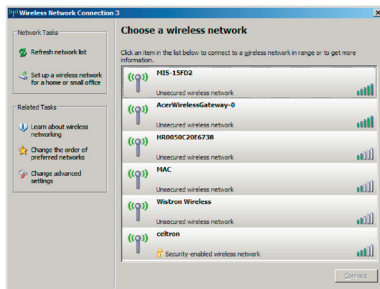 Wireless Network Connection 3
Network Tasks
Refresh network list
Set up a wireless network
for a home or small office
Related Tasks
Learn about wireless
networking
Change the order of
preferred networks
Change advanced
settings
Choose a wireless network
Click an item in the list below to connect to a wireless network in range or to get more
information.
MIS-15FD2
Unsecured wireless network
AcerWirelessGateway-0
Unsecured wireless network
HR0050C20E673B
Unsecured wireless network
MAC
Unsecured wireless network
Wistron Wireless
Unsecured wireless network
celtron
Security-enabled wireless network
Connect